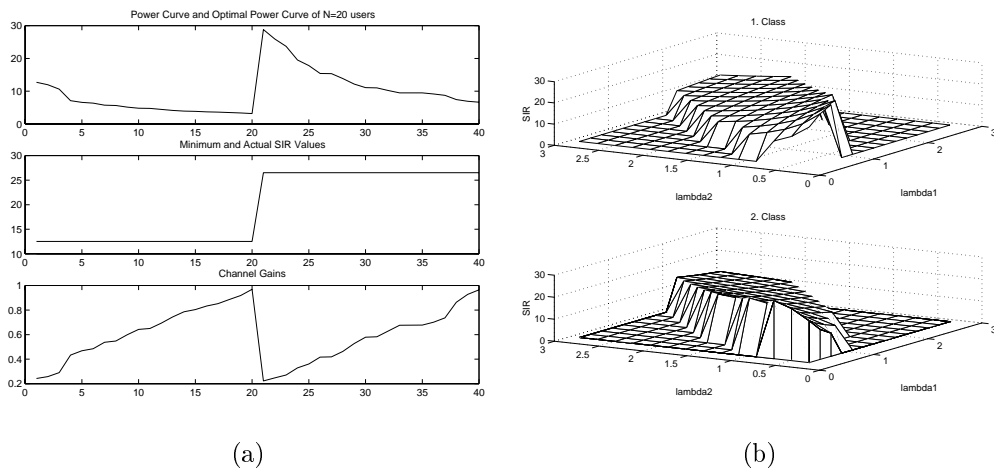 Power Curve and Optimal Power Curve of N=20 users
30
20
10
0
0 5 10 15 20 25 30 35 40
Minimum and Actual SIR Values
30
25
20
15
10
0 5 10 15 20 25 30 35 40
Channel Gains
1
0.8
0.6
0.4
0.2
0 5 10 15 20 25 30 35 40
(a)
1. Class
SIR
30
20
10
0
3 2.5 2 1.5 1 0.5 0
lambda2
0 1 2 3
lambda1
2. Class
SIR
30
20
10
0
3 2.5 2 1.5 1 0.5 0
lambda2
0 1 2 3
lambda1
(b)